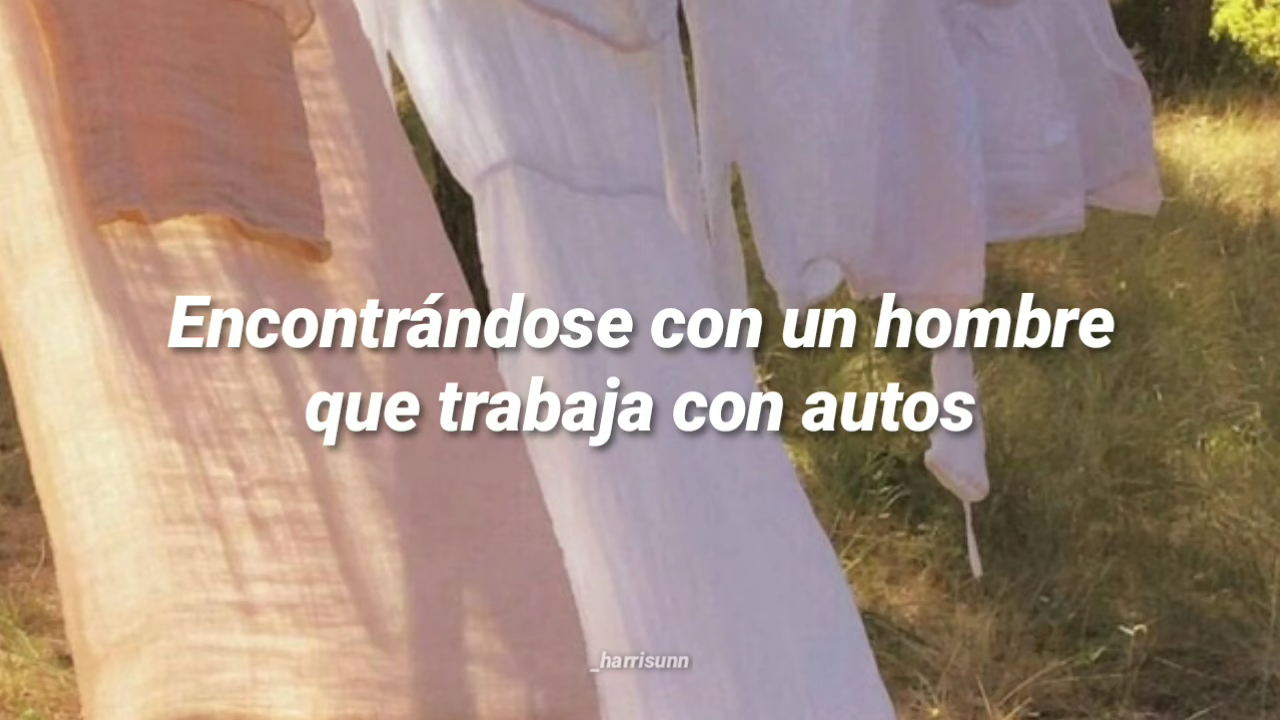 Encontrándose con un hombre
que trabaja con autos
_harrisunn